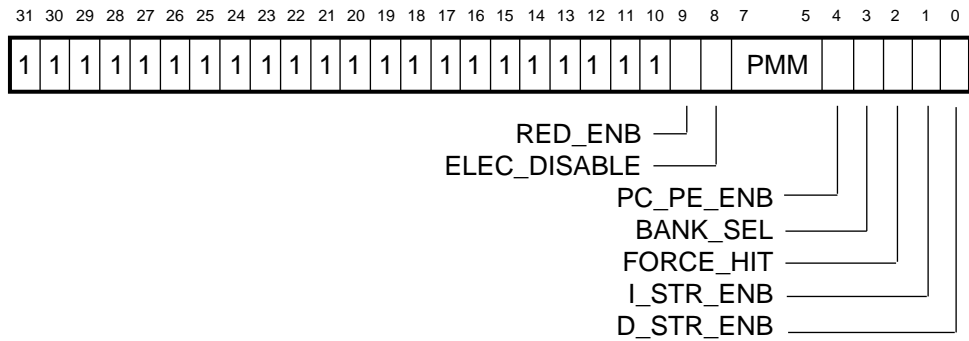 31 30 29 28 27 26 25 24 23 22 21 20 19 18 17 16 15 14 13 12 11 10 9 8 7 5 4 3 2 1 0
1 1 1 1 1 1 1 1 1 1 1 1 1 1 1 1 1 1 1 1 1 1 PMM
RED_ENB
ELEC_DISABLE
PC_PE_ENB
BANK_SEL
FORCE_HIT
I_STR_ENB
D_STR_ENB